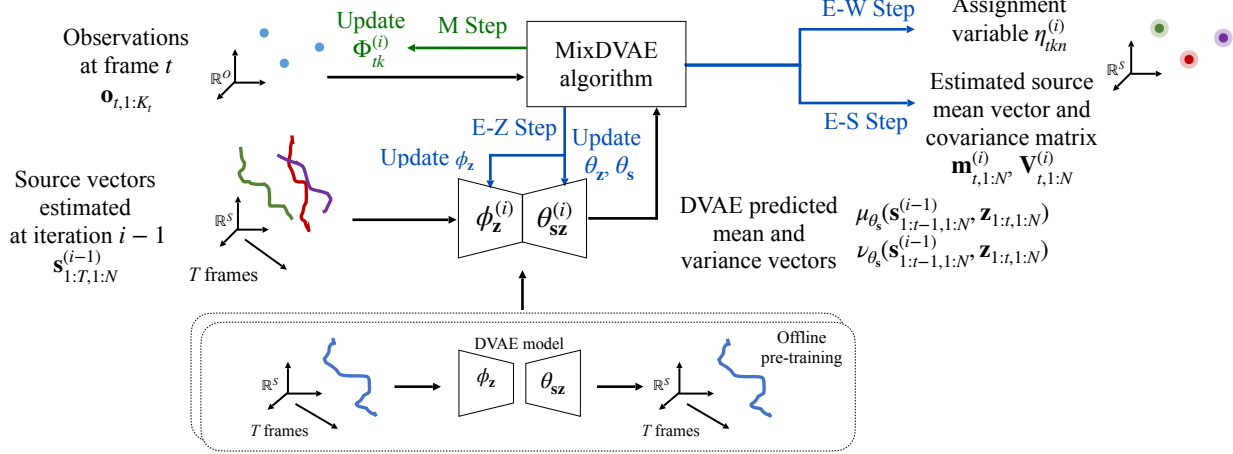 Observations
at frame t
𝐨_{t,1:K_t}
ℝ^O
Update
Φ_{tk}^{(i)}
M Step
MixDVAE
algorithm
E-W Step
Assignment
variable η_{tkn}^{(i)}
ℝ^S
E-S Step
Estimated source
mean vector and
covariance matrix
𝐦_{t,1:N}^{(i)}, 𝐕_{t,1:N}^{(i)}
E-Z Step
Update ϕ_𝐳
Update
θ_𝐳, θ_𝐬
Source vectors
estimated
at iteration i − 1
𝐬_{1:T,1:N}^{(i−1)}
ℝ^S
T frames
ϕ_𝐳^{(i)}
θ_{𝐬𝐳}^{(i)}
DVAE predicted
mean and
variance vectors
μ_{θ_𝐬}(𝐬_{1:t−1,1:N}^{(i−1)}, 𝐳_{1:t,1:N})
ν_{θ_𝐬}(𝐬_{1:t−1,1:N}^{(i−1)}, 𝐳_{1:t,1:N})
DVAE model
Offline
pre-training
ℝ^S
T frames
ϕ_𝐳
θ_{𝐬𝐳}
ℝ^S
T frames